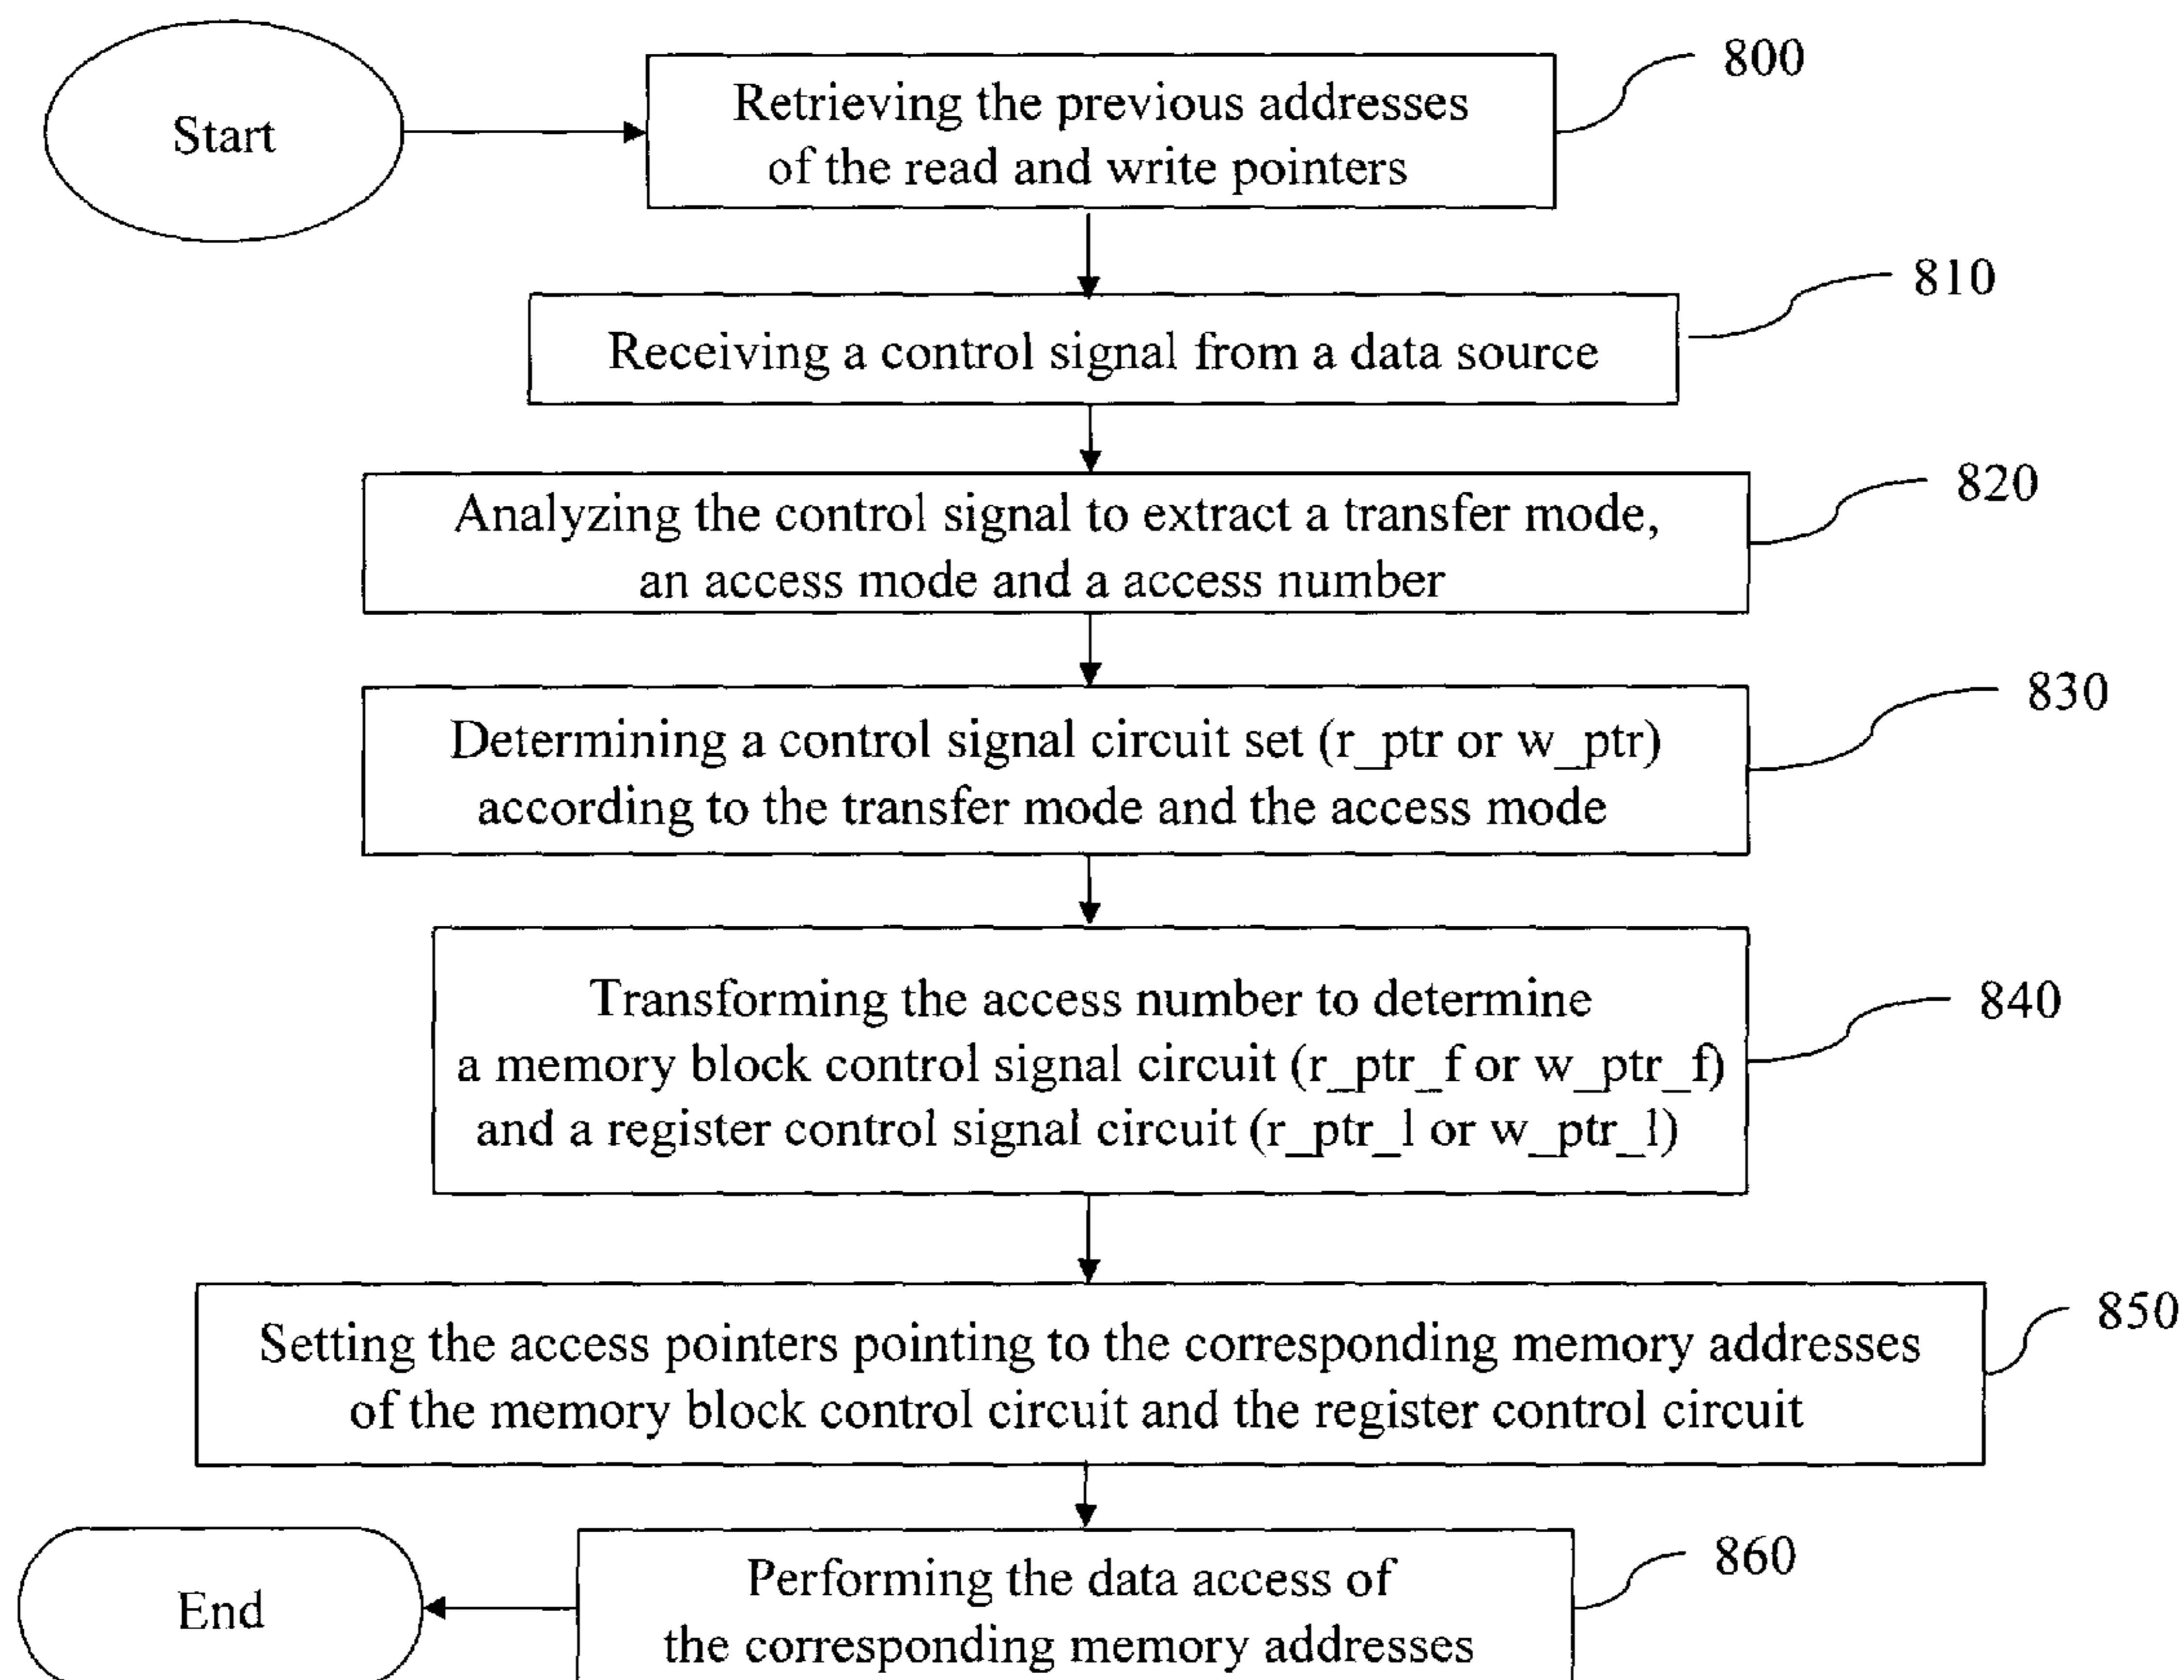 Start
Retrieving the previous addresses
of the read and write pointers
800
Receiving a control signal from a data source
810
Analyzing the control signal to extract a transfer mode,
an access mode and a access number
820
Determining a control signal circuit set (r_ptr or w_ptr)
according to the transfer mode and the access mode
830
Transforming the access number to determine
a memory block control signal circuit (r_ptr_f or w_ptr_f)
and a register control signal circuit (r_ptr_l or w_ptr_l)
840
Setting the access pointers pointing to the corresponding memory addresses
of the memory block control circuit and the register control circuit
850
Performing the data access of
the corresponding memory addresses
860
End